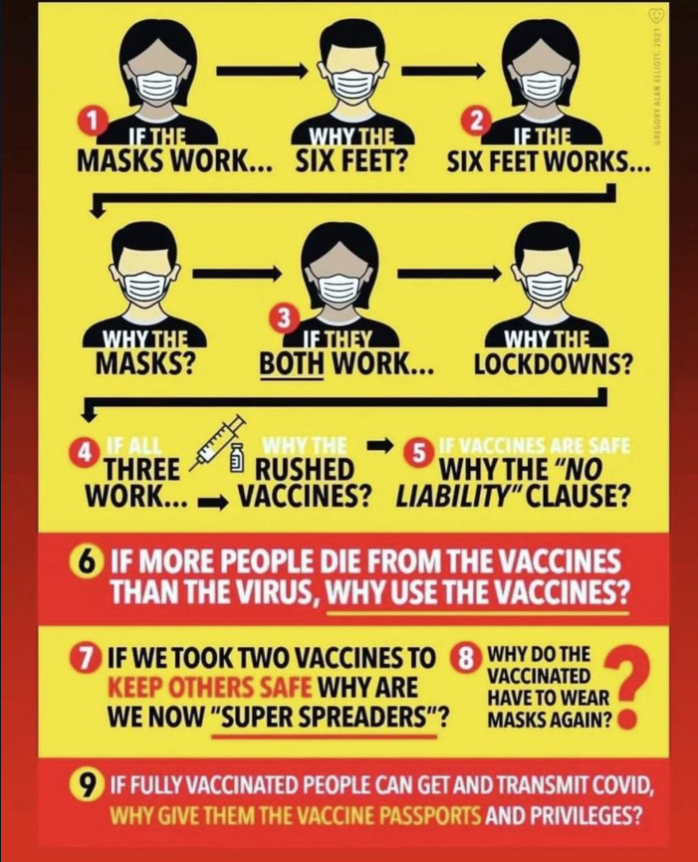 GREGORY ALAN ELLIOTT, 2021
1 IF THE
MASKS WORK...
WHY THE
SIX FEET?
2 IF THE
SIX FEET WORKS...
WHY THE
MASKS?
3 IF THEY
BOTH WORK...
WHY THE
LOCKDOWNS?
4 IF ALL
THREE
WORK...
WHY THE
RUSHED
VACCINES?
5 IF VACCINES ARE SAFE
WHY THE "NO
LIABILITY" CLAUSE?
6 IF MORE PEOPLE DIE FROM THE VACCINES
THAN THE VIRUS, WHY USE THE VACCINES?
7 IF WE TOOK TWO VACCINES TO
KEEP OTHERS SAFE WHY ARE
WE NOW "SUPER SPREADERS"?
8 WHY DO THE
VACCINATED
HAVE TO WEAR
MASKS AGAIN?
?
9 IF FULLY VACCINATED PEOPLE CAN GET AND TRANSMIT COVID,
WHY GIVE THEM THE VACCINE PASSPORTS AND PRIVILEGES?